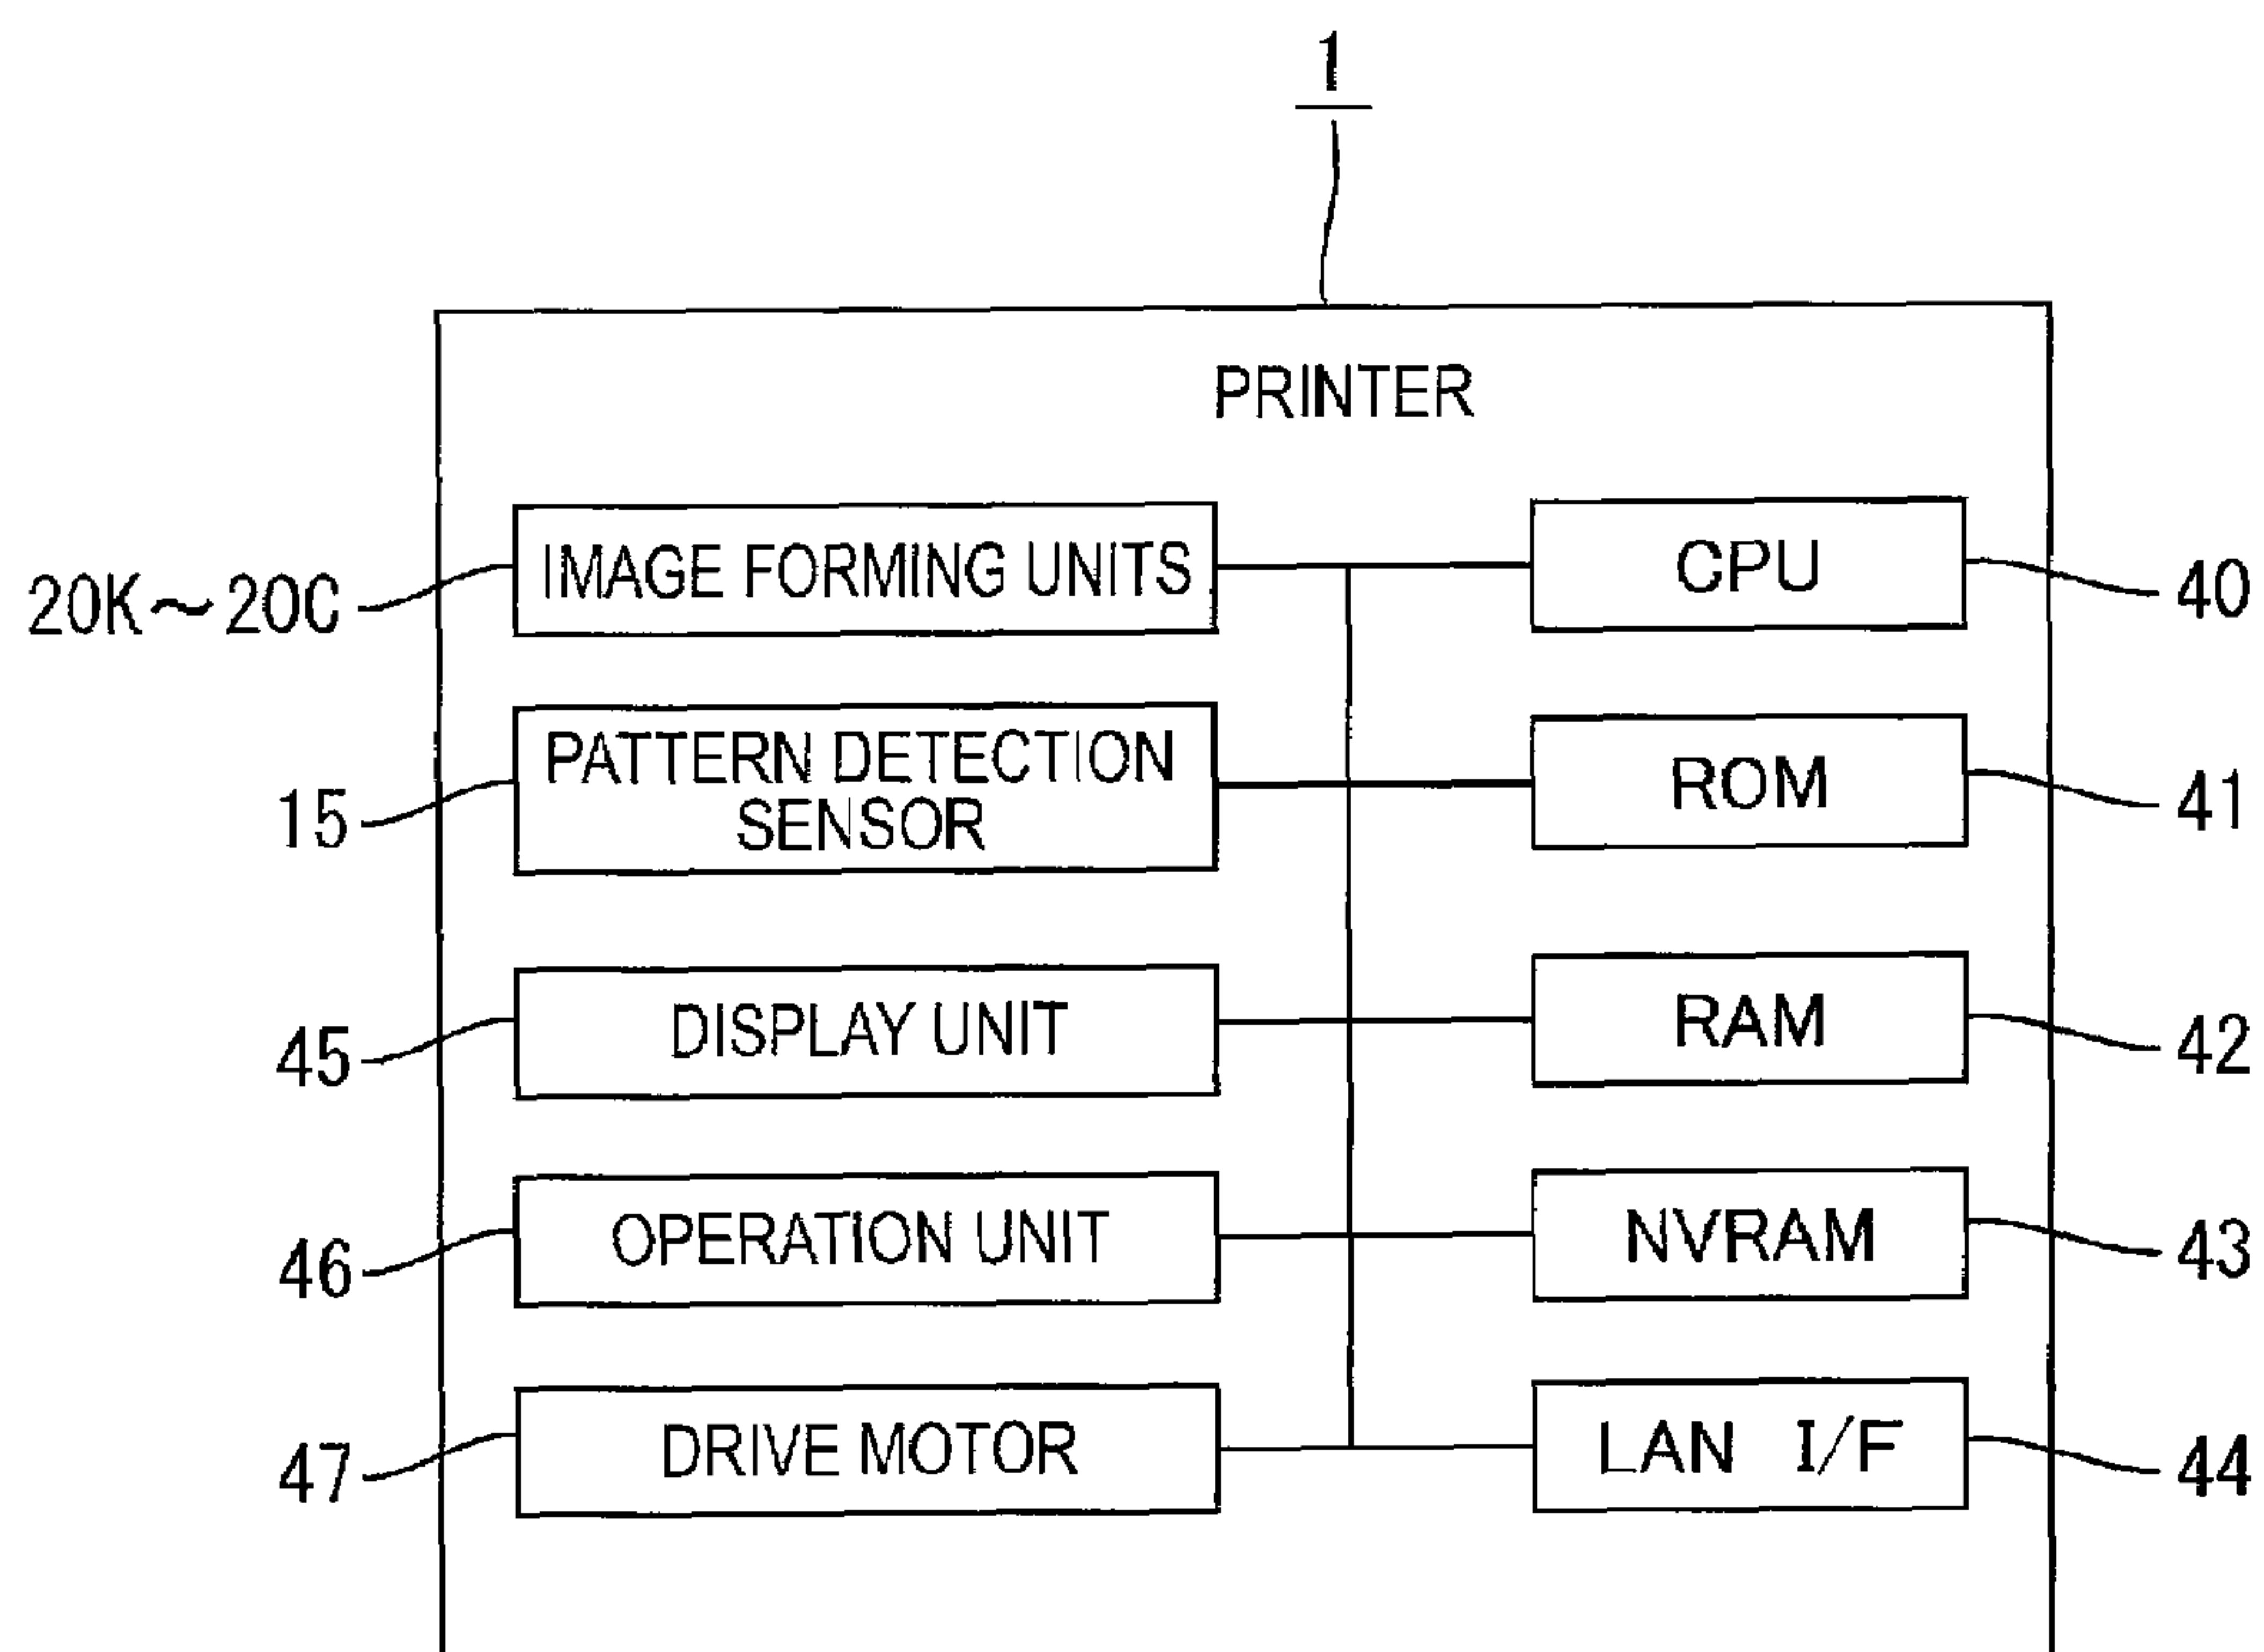 1
PRINTER
IMAGE FORMING UNITS
CPU
20K~20C
40
PATTERN DETECTION
SENSOR
ROM
15
41
DISPLAY UNIT
RAM
45
42
OPERATION UNIT
NVRAM
46
43
DRIVE MOTOR
LAN I/F
47
44